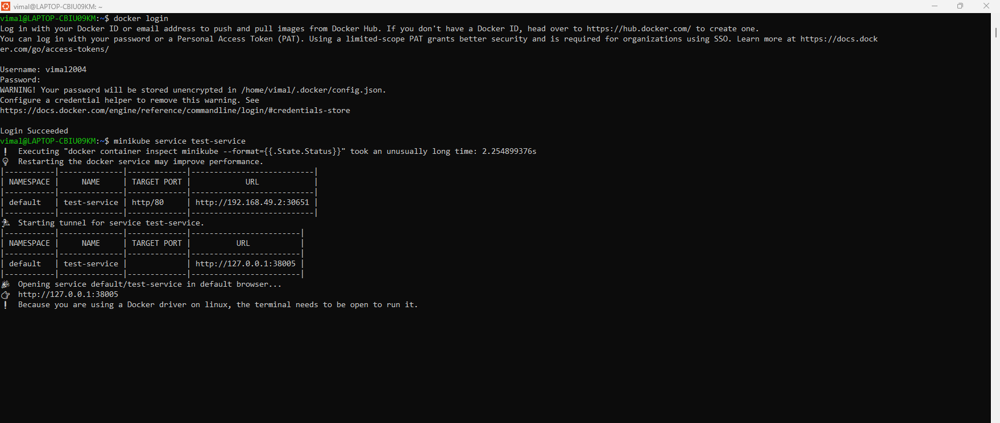 vimal@LAPTOP-CBIU09KM: ~
vimal@LAPTOP-CBIU09KM:~$ docker login
Log in with your Docker ID or email address to push and pull images from Docker Hub. If you don't have a Docker ID, head over to https://hub.docker.com/ to create one.
You can log in with your password or a Personal Access Token (PAT). Using a limited-scope PAT grants better security and is required for organizations using SSO. Learn more at https://docs.dock
er.com/go/access-tokens/
Username: vimal2004
Password:
WARNING! Your password will be stored unencrypted in /home/vimal/.docker/config.json.
Configure a credential helper to remove this warning. See
https://docs.docker.com/engine/reference/commandline/login/#credentials-store
Login Succeeded
vimal@LAPTOP-CBIU09KM:~$ minikube service test-service
❗ Executing "docker container inspect minikube --format={{.State.Status}}" took an unusually long time: 2.254899376s
💡 Restarting the docker service may improve performance.
|-----------|--------------|-------------|---------------------------|
| NAMESPACE |     NAME     | TARGET PORT |            URL            |
|-----------|--------------|-------------|---------------------------|
| default   | test-service | http/80     | http://192.168.49.2:30651 |
|-----------|--------------|-------------|---------------------------|
🏃 Starting tunnel for service test-service.
|-----------|--------------|-------------|------------------------|
| NAMESPACE |     NAME     | TARGET PORT |          URL           |
|-----------|--------------|-------------|------------------------|
| default   | test-service |             | http://127.0.0.1:38005 |
|-----------|--------------|-------------|------------------------|
🎉 Opening service default/test-service in default browser...
👉 http://127.0.0.1:38005
❗ Because you are using a Docker driver on linux, the terminal needs to be open to run it.